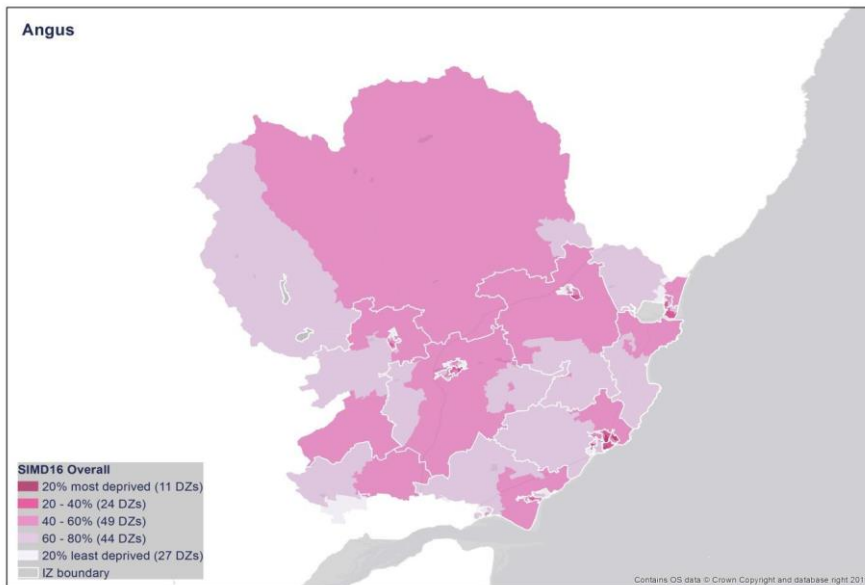 Angus
SIMD16 Overall
20% most deprived (11 DZs)
20 - 40% (24 DZs)
40 - 60% (49 DZs)
60 - 80% (44 DZs)
20% least deprived (27 DZs)
IZ boundary
Contains OS data © Crown Copyright and database right 201